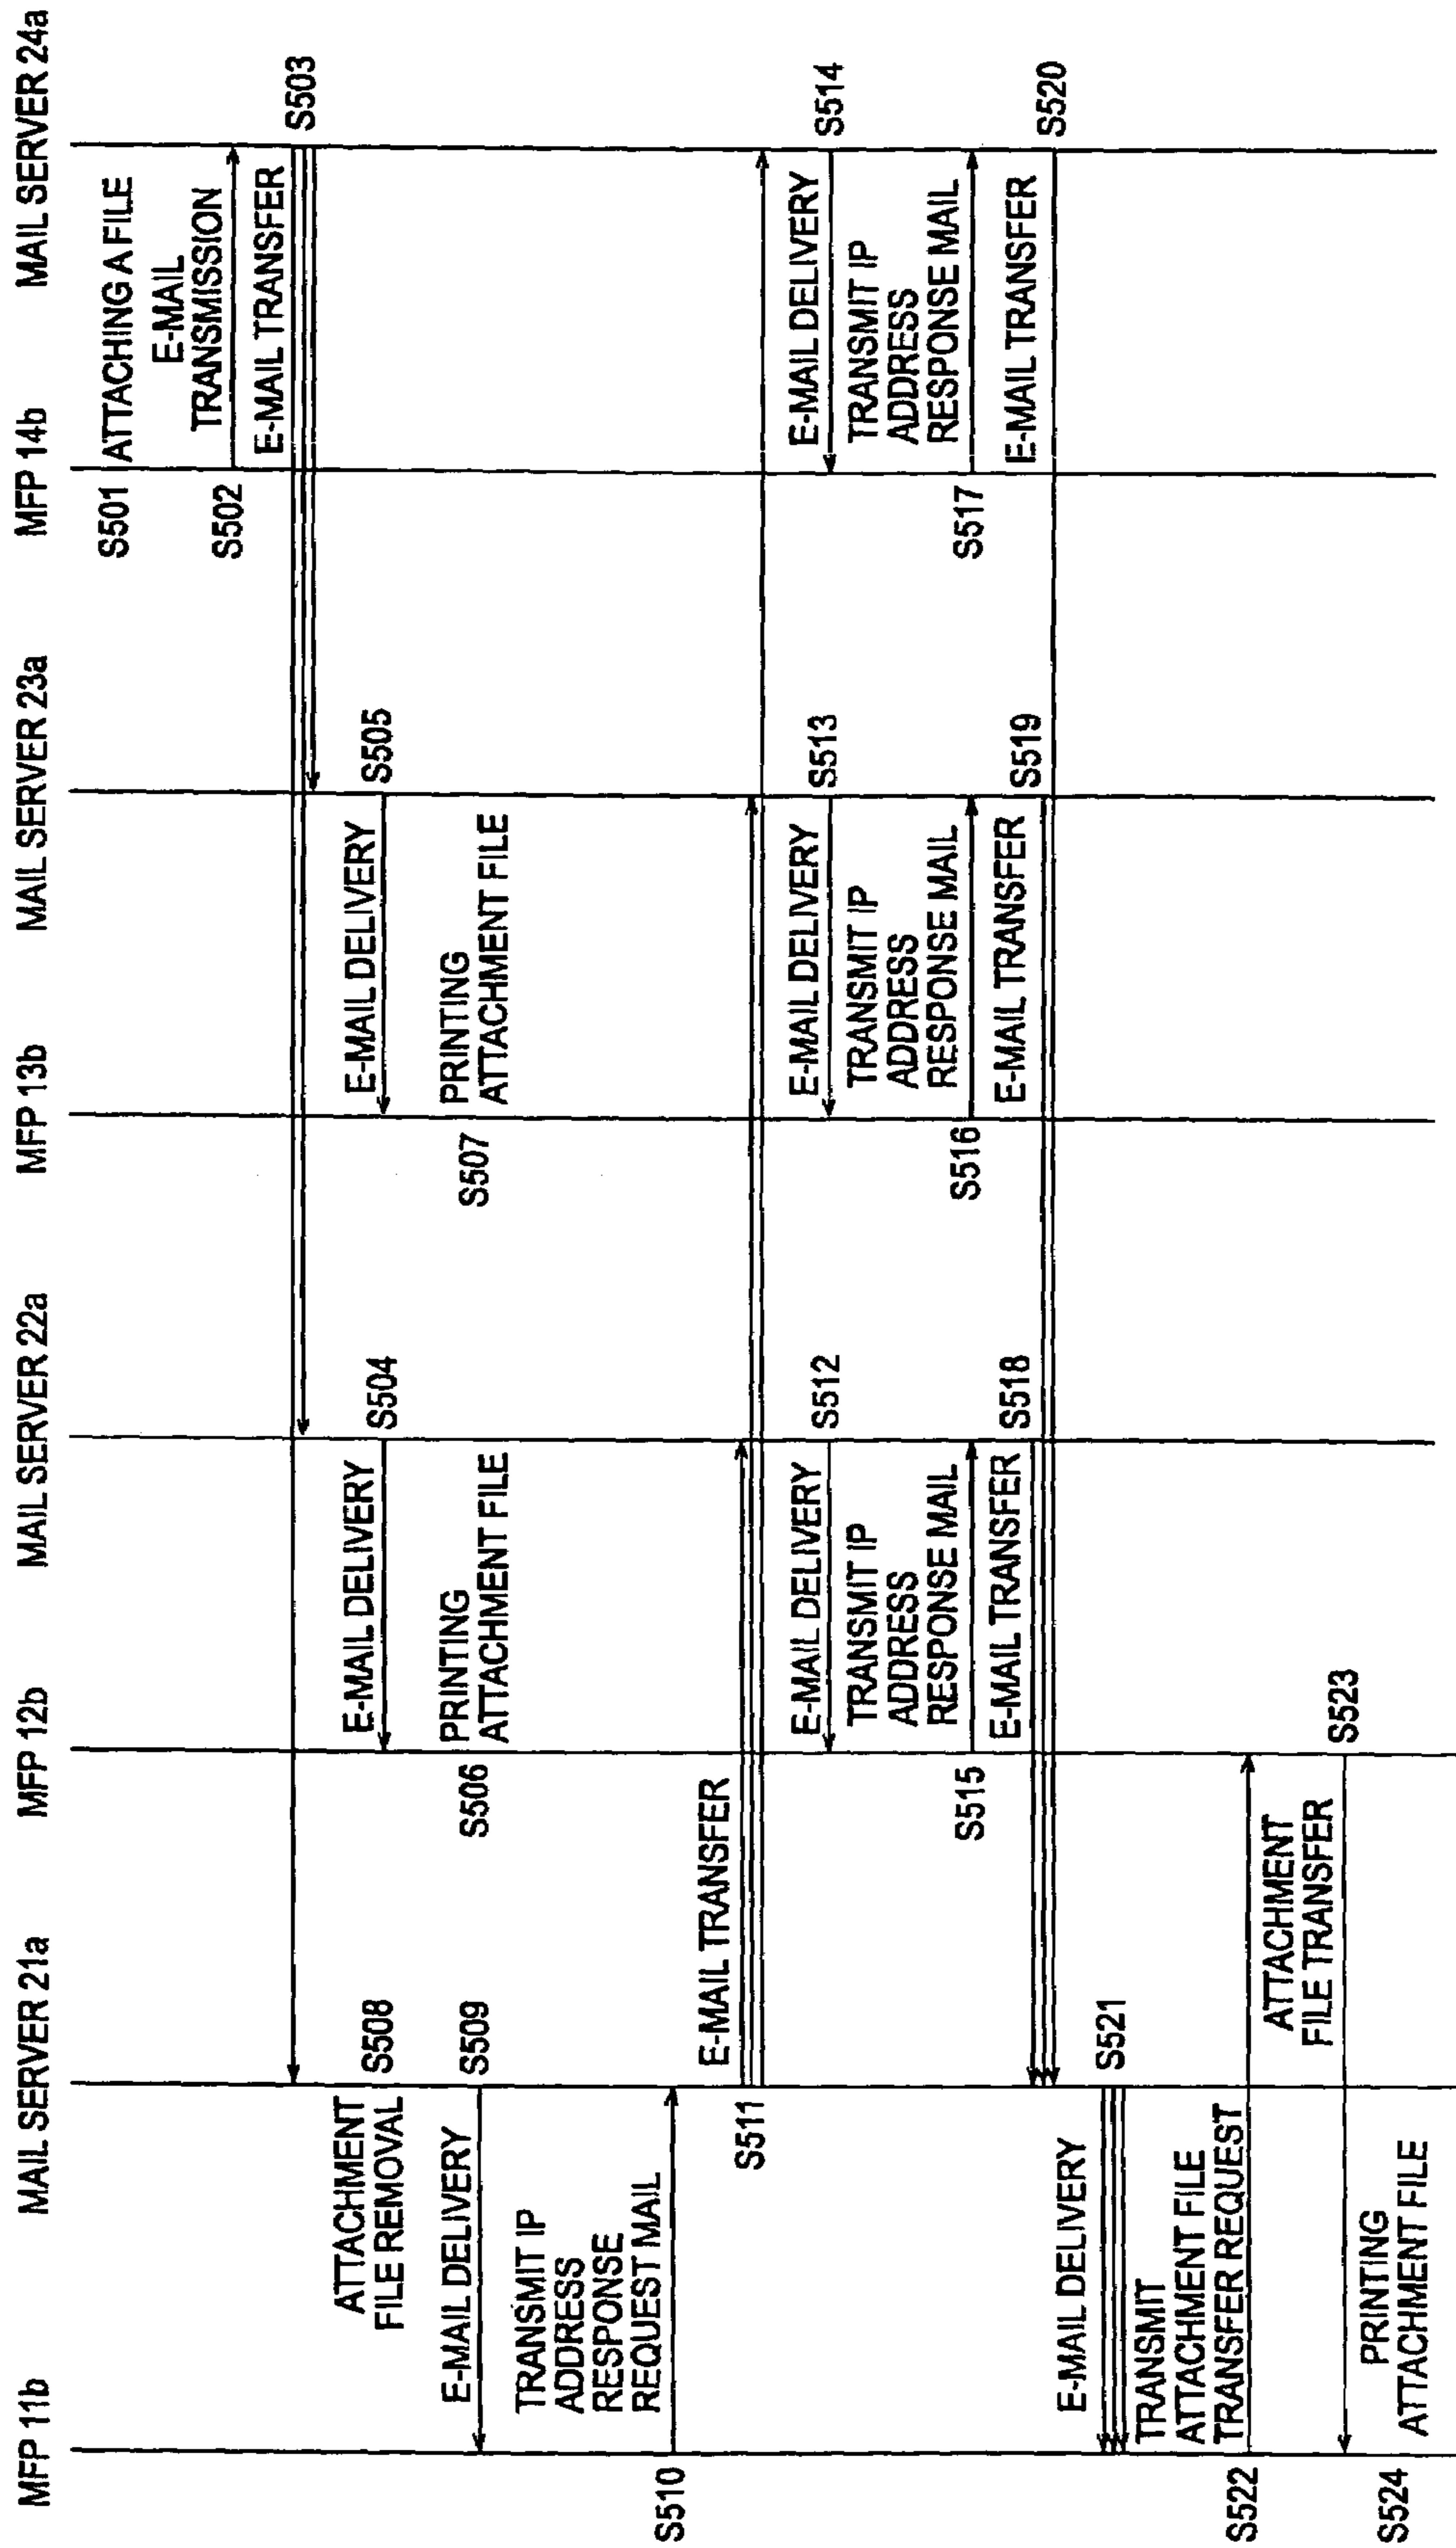 MFP 11b
MAIL SERVER 21a
MFP 12b
MAIL SERVER 22a
MFP 13b
MAIL SERVER 23a
MFP 14b
MAIL SERVER 24a
S501
ATTACHING A FILE
S502
E-MAIL
TRANSMISSION
E-MAIL TRANSFER
S503
ATTACHMENT
FILE REMOVAL
S508
E-MAIL DELIVERY
S504
E-MAIL DELIVERY
S505
E-MAIL DELIVERY
S509
S506
PRINTING
ATTACHMENT FILE
S507
PRINTING
ATTACHMENT FILE
S510
TRANSMIT IP
ADDRESS
RESPONSE
REQUEST MAIL
S511
E-MAIL TRANSFER
E-MAIL DELIVERY
S512
E-MAIL DELIVERY
S513
E-MAIL DELIVERY
S514
S515
TRANSMIT IP
ADDRESS
RESPONSE MAIL
S516
TRANSMIT IP
ADDRESS
RESPONSE MAIL
S517
TRANSMIT IP
ADDRESS
RESPONSE MAIL
E-MAIL TRANSFER
S518
E-MAIL TRANSFER
S519
E-MAIL TRANSFER
S520
E-MAIL DELIVERY
S521
S522
TRANSMIT
ATTACHMENT FILE
TRANSFER REQUEST
ATTACHMENT
FILE TRANSFER
S523
S524
PRINTING
ATTACHMENT FILE